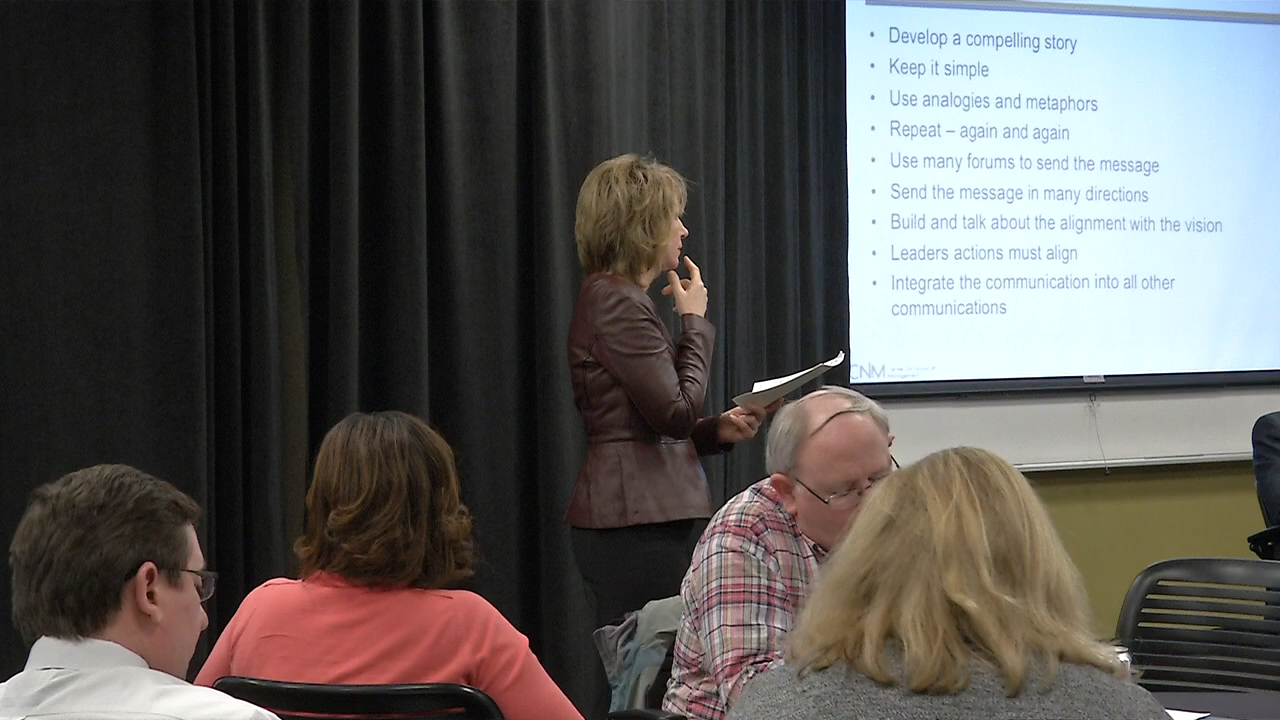 • Develop a compelling story
• Keep it simple
• Use analogies and metaphors
• Repeat – again and again
• Use many forums to send the message
• Send the message in many directions
• Build and talk about the alignment with the vision
• Leaders actions must align
• Integrate the communication into all other
communications
CNM